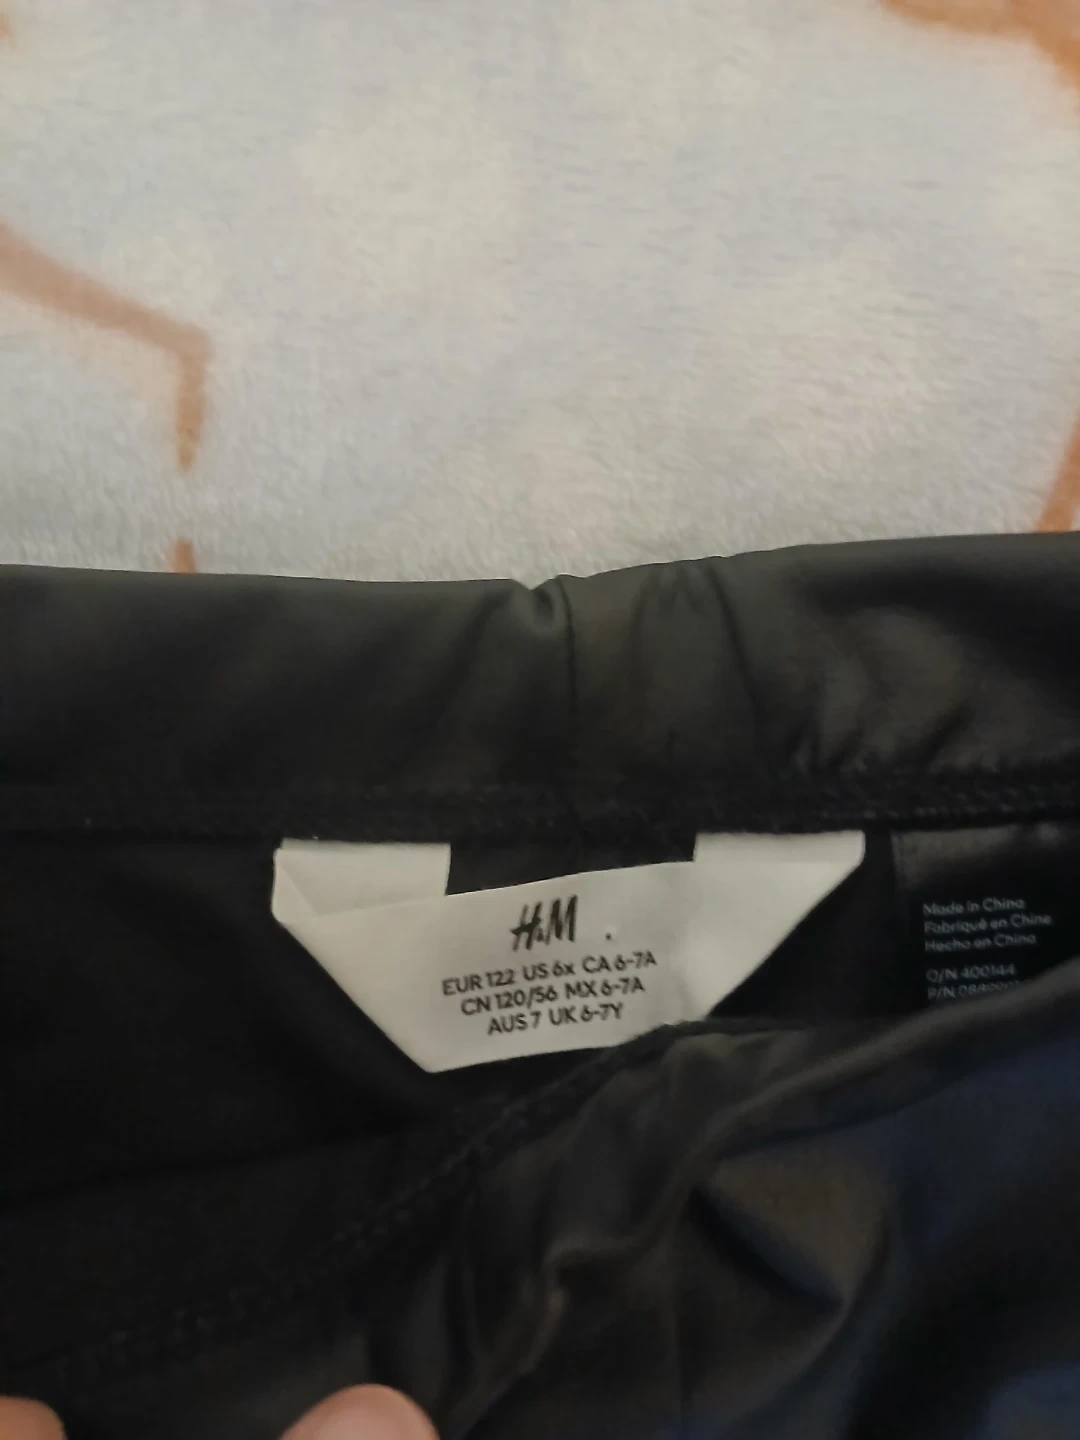 H&M
EUR 122 US 6x CA 6-7A
CN 120/56 MX 6-7A
AUS 7 UK 6-7Y
Made in China
Fabriqué en Chine
Hecho en China
O/N 400144
P/N